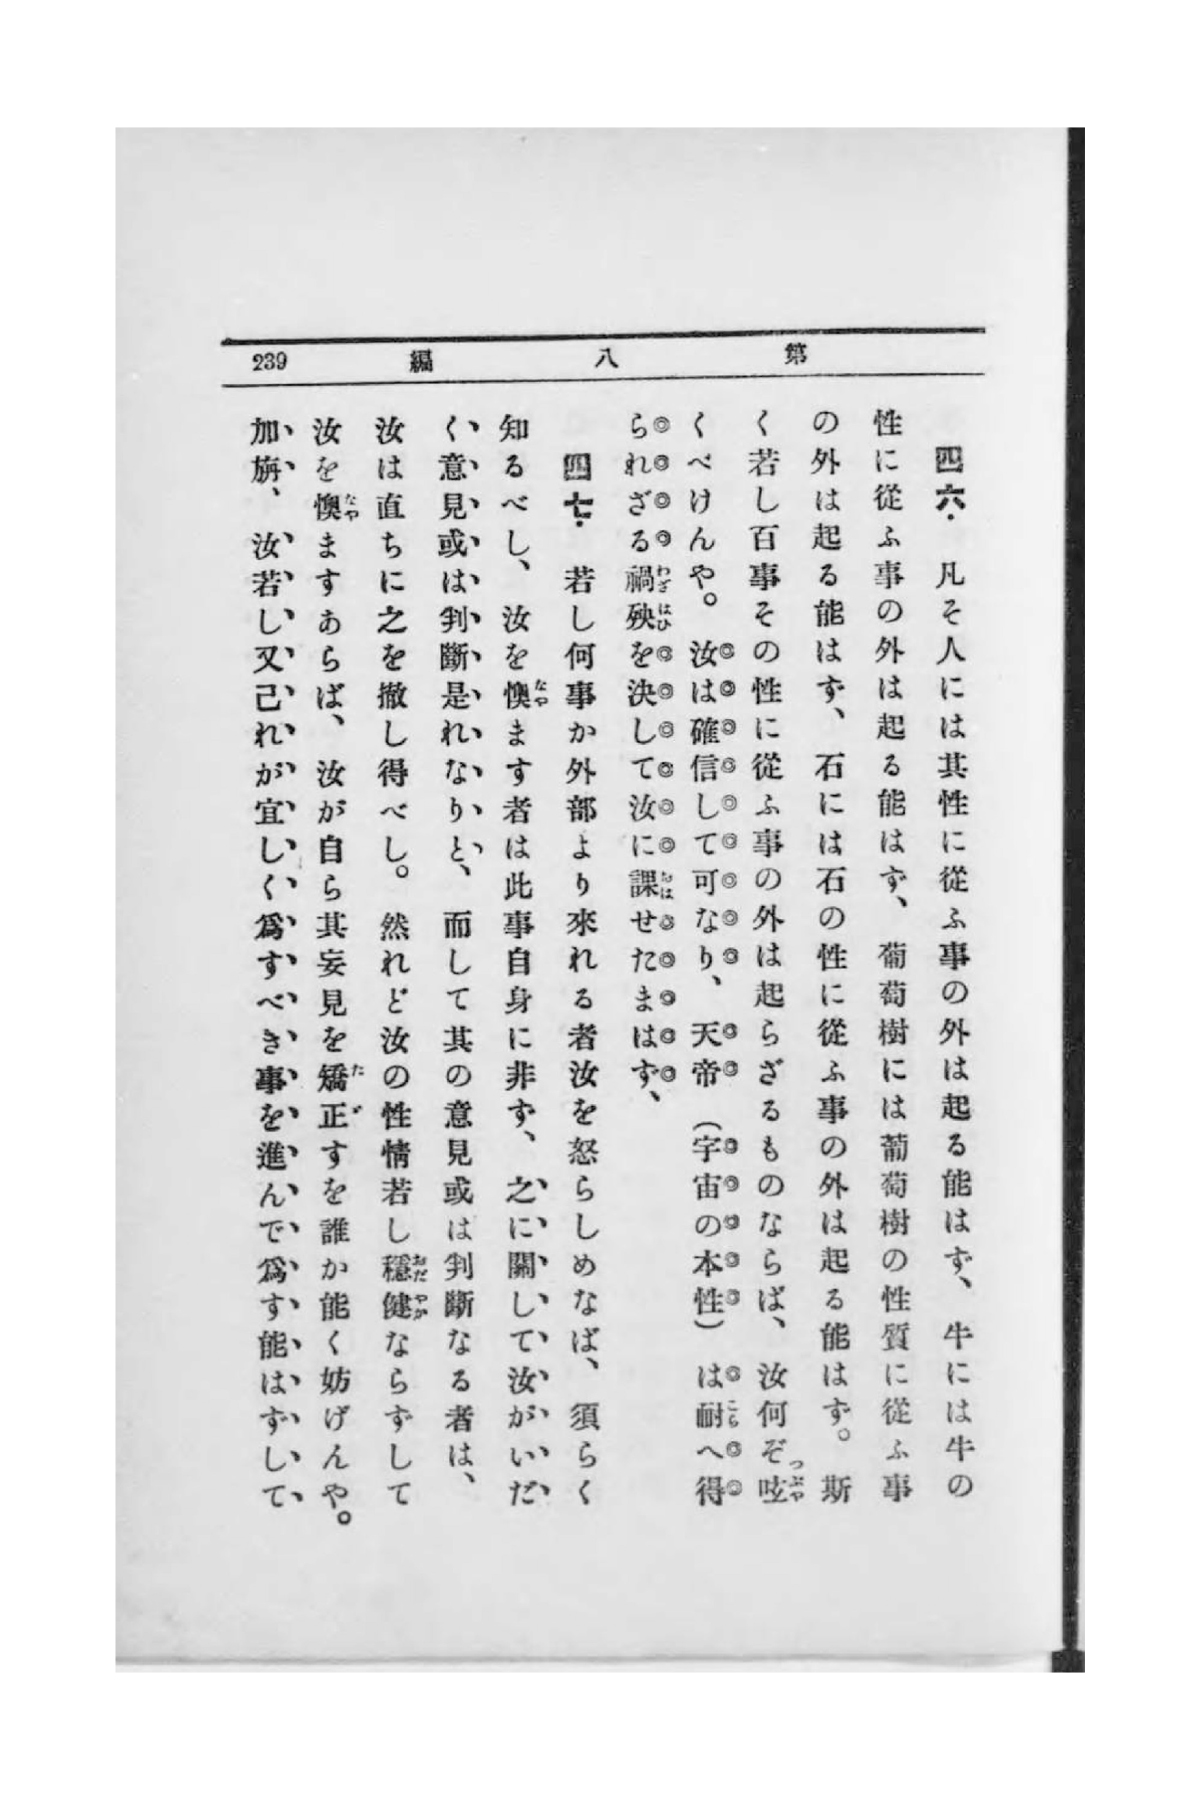 第八編 239
四六. 凡そ人には其性に從ふ事の外は起る能はず、牛には牛の
性に從ふ事の外は起る能はず、葡萄樹には葡萄樹の性質に從ふ事
の外は起る能はず、石には石の性に從ふ事の外は起る能はず。斯
く若し百事その性に從ふ事の外は起らざるものならば、汝何ぞ呟
くべけんや。汝は確信して可なり、天帝（宇宙の本性）は耐へ得
られざる禍殃を決して汝に課せたまはず、
四七. 若し何事か外部より來れる者汝を怒らしめなば、須らく
知るべし、汝を懊ます者は此事自身に非ず、之に關して汝がいだ
く意見或は判斷是れなりと、而して其の意見或は判斷なる者は、
汝は直ちに之を撤し得べし。然れど汝の性情若し穩健ならずして
汝を懊ますあらば、汝が自ら其妄見を矯正すを誰か能く妨げんや。
加旃、汝若し又己れが宜しく爲すべき事を進んで爲す能はずして